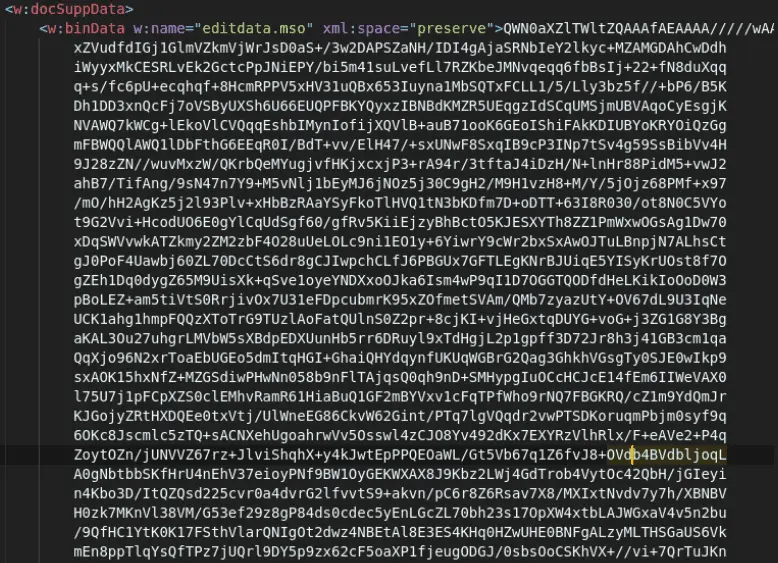 <w:docSuppData>
<w:binData w:name="editdata.mso" xml:space="preserve">QWN0aXZlTWltZQAAAfAEAAAA/////wAA
xZVudfdIGj1GlmVZkmVjWrJsD0aS+/3w2DAPSZaNH/IDI4gAjaSRNbIeY2lkyc+MZAMGDAhCwDdh
iWyyxMkCESRLvEk2GctcPpJNiEPY/bi5m41suLvefLl7RZKbeJMNvqeqq6fbBsIj+22+fN8duXqq
q+s/fc6pU+ecqhqf+8HcmRPPV5xHV31uQBx653Iuyna1MbSQTxFCLL1/5/Lly3bz5f//+bP6/B5K
Dh1DD3xnQcFj7oVSByUXSh6U66EUQPFBKYQyxzIBNBdKMZR5UEqgzIdSCqUMSjmUBVAqoCyEsgjK
NVAWQ7kWCg+lEkoVlCVQqqEshbIMynIofijXQVlB+auB71ooK6GEoIShiFAkKDIUBYoKRYOiQzGg
mFBWQQlAWQ1lDbFthG6EEqR0I/BdT+vv/ElH47/+sxUNwF8SxqIB9cP3INp7tSv4g59SsBibVv4H
9J28zZN//wuvMxzW/QKrbQeMYugjvfHKjxcxjP3+rA94r/3tftaJ4iDzH/N+lnHr88PidM5+vwJ2
ahB7/TifAng/9sN47n7Y9+M5vNlj1bEyMJ6jNOz5j30C9gH2/M9H1vzH8+M/Y/5jOjz68PMf+x97
/mO/hH2AgKz5j2l93Plv+xHbBzRAaYSyFkoTlHVQ1tN3bKDfm7D+oDTT+63I8R030/ot8N0C5VYo
t9G2Vvi+HcodUO6E0gYlCqUdSgf60/gfRv5KiiEjzyBhBctO5KJESXYTh8ZZ1PmWxwOGsAg1Dw70
xDqSWVvwkATZkmy2ZM2zbF4O28uUeLOLc9ni1EO1y+6YiwrY9cWr2bxSxAwOJTuLBnpjN7ALHsCt
gJ0PoF4Uawbj60ZL70DcCtS6dr8gCJIwpchCLfJ6PBGUx7GFTLEgKNrBJUiqE5YISyKrUOst8f7O
gZEh1Dq0dygZ65M9UisXk+qSve1oyeYNDXxoOJka6Ism4wP9qI1D7OGGTQODfdHeLKikIoOoD0W3
pBoLEZ+am5tiVtS0RrjivOx7U31eFDpcubmrK95xZOfmetSVAm/QMb7zyazUtY+OV67dL9U3IqNe
UCK1ahg1hmpFQQzXToTrG9TUzlAoFatQUlnS0Z2pr+8cjKI+vjHeGxtqDUYG+voG+j3ZG1G8Y3Bg
aKAL3Ou27uhgrLMVbW5sXBdpEDXUunHb5rr6DRuyl9xTdHgjL2p1gpff3D72Jr8h3j41GB3cm1qa
QqXjo96N2xrToaEbUGEo5dmItqHGI+GhaiQHYdqynfUKUqWGBrG2Qag3GhkhVGsgTy0SJE0wIkp9
sxAOK15hxNfZ+MZGSdiwPHwNn058b9nFlTAjqsQ0qh9nD+SMHypgIuOCcHCJcE14fEm6IIWeVAX0
l75U7j1pFCpXZS0clEMhvRamR61HiaBuQ1GF2mBYVxv1cFqTPfWho9rNQ7FBGKRQ/cZ1m9YdQmJr
KJGojyZRtHXDQEe0txVtj/UlWneEG86CkvW62Gint/PTq7lgVQqdr2vwPTSDKoruqmPbjm0syf9q
6OKc8Jscmlc5zTQ+sACNXehUgoahrwVv5Osswl4zCJO8Yv492dKx7EXYRzVlhRlx/F+eAVe2+P4q
ZoytOZn/jUNVVZ67rz+JlviShqhX+y4kJwtEpPPQEOaWL/Gt5Vb67q1Z6fvJ8+OVdb4BVdbljoqL
A0gNbtbbSKfHrU4nEhV37eioyPNf9BW1OyGEKWXAX8J9Kbz2LWj4GdTrob4VytOc42QbH/jGIeyi
n4Kbo3D/ItQZQsd225cvr0a4dvrG2lfvvtS9+akvn/pC6r8Z6Rsav7X8/MXIxtNvdv7y7h/XBNBV
H0zk7MKnVl38VM/G53ef29z8gP84ds0cdec5yEnLGcZL70bh23s17OpXW4xtbLAJWGxaV4v5n2bu
/9QfHC1YtK0K17FSthVlarQNIgOt2dwz4NBEtAl8E3ES4KHq0HZwUHE0BNFgALzyMLTHSGaUS6Vk
mEn8ppTlqYsQfTPz7jUQrl9DY5p9zx62cF5oaXP1fjeugODGJ/0sbsOoCSKhVX+//vi+7QrTuJKn